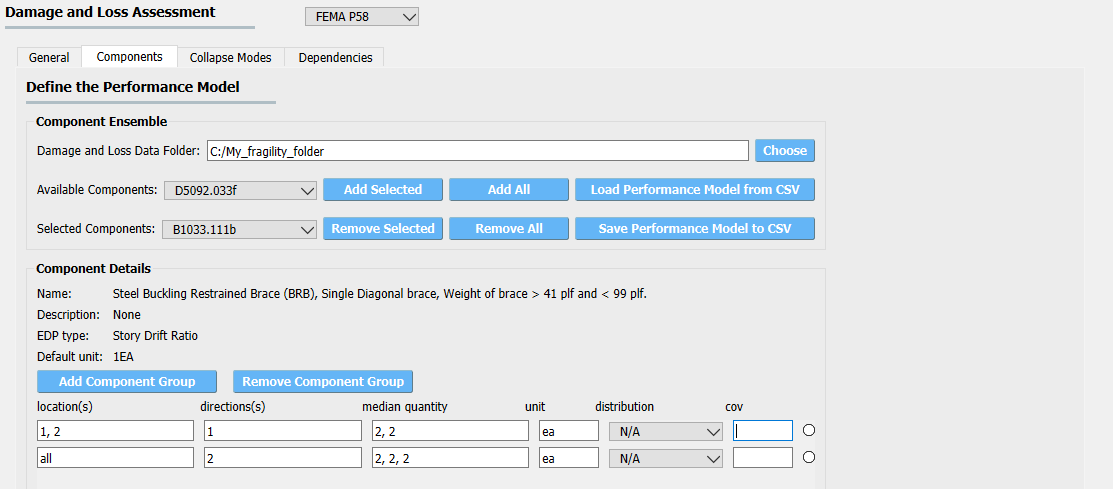 Damage and Loss Assessment
FEMA P58
General Components Collapse Modes Dependencies
Define the Performance Model
Component Ensemble
Damage and Loss Data Folder: C:/My_fragility_folder Choose
Available Components: D5092.033f Add Selected Add All Load Performance Model from CSV
Selected Components: B1033.111b Remove Selected Remove All Save Performance Model to CSV
Component Details
Name: Steel Buckling Restrained Brace (BRB), Single Diagonal brace, Weight of brace > 41 plf and < 99 plf.
Description: None
EDP type: Story Drift Ratio
Default unit: 1EA
Add Component Group Remove Component Group
location(s) directions(s) median quantity unit distribution cov
1, 2 1 2, 2 ea N/A
all 2 2, 2, 2 ea N/A